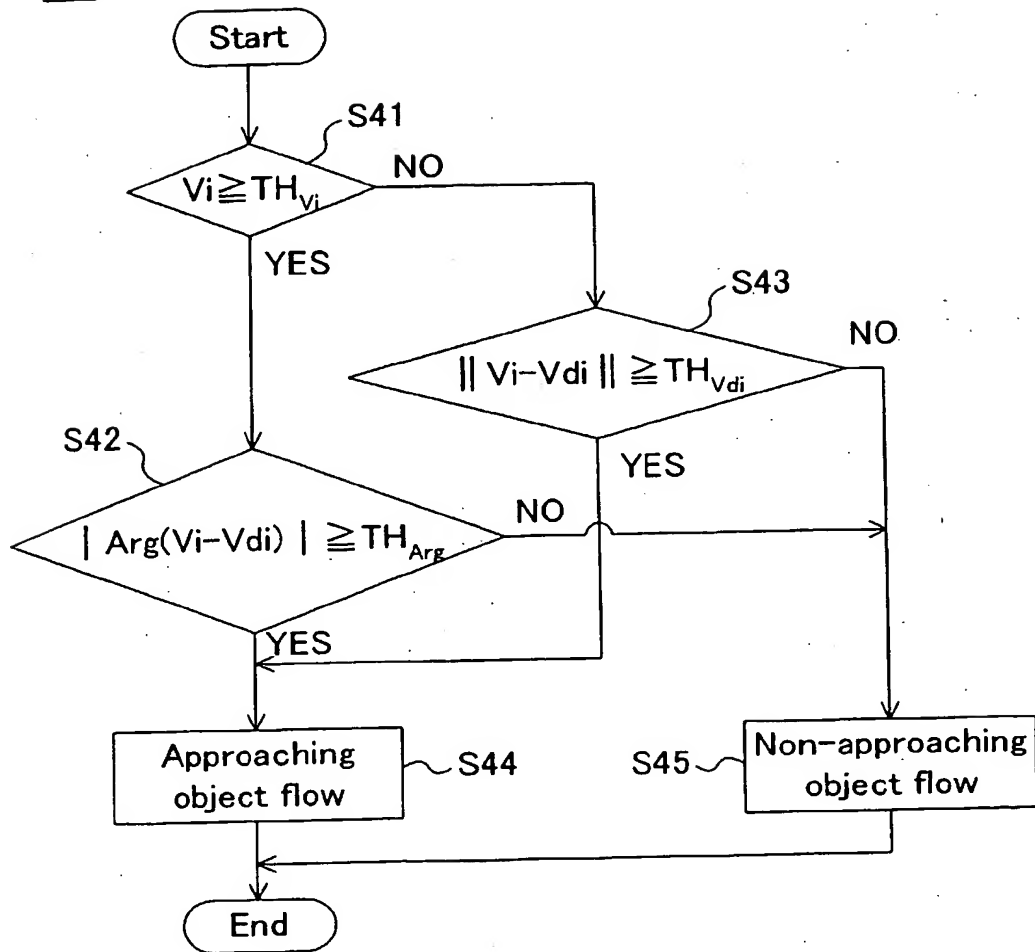 Start
S41
Vi≧TH_Vi
NO
YES
S43
‖ Vi−Vdi ‖ ≧TH_Vdi
NO
YES
S42
| Arg(Vi−Vdi) | ≧TH_Arg
NO
YES
Approaching
object flow
S44
S45
Non-approaching
object flow
End